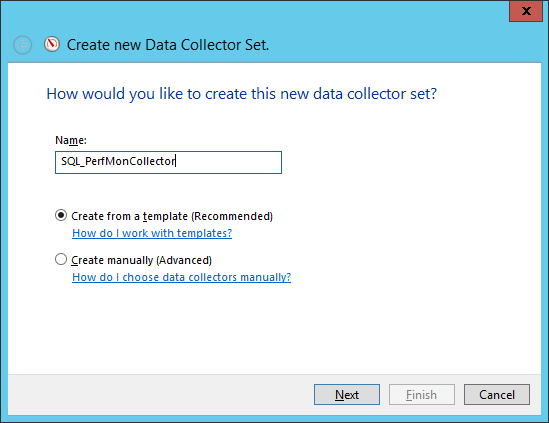 x
Create new Data Collector Set.
How would you like to create this new data collector set?
Name:
SQL_PerfMonCollector
Create from a template (Recommended)
How do I work with templates?
Create manually (Advanced)
How do I choose data collectors manually?
Next Finish Cancel